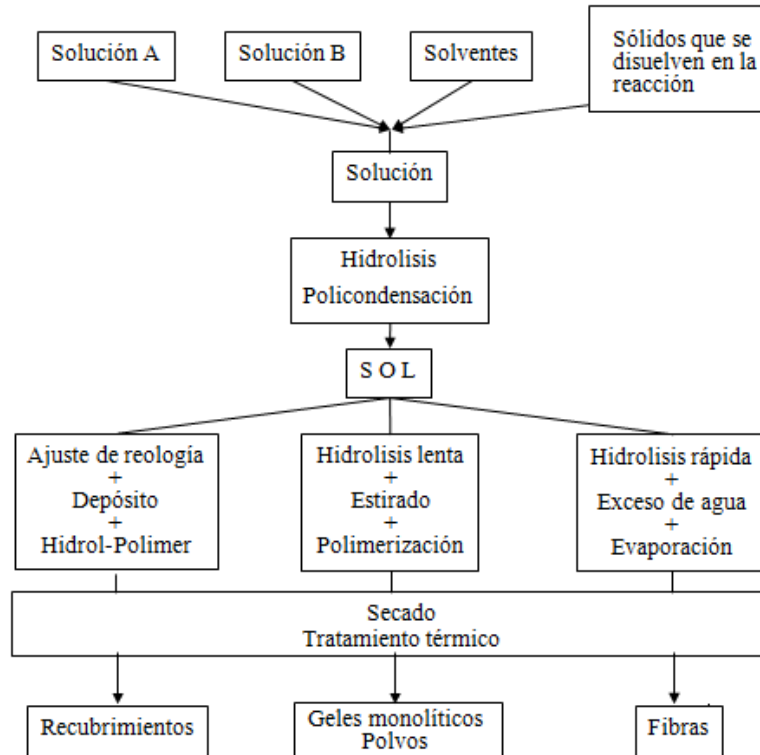 Solución A
Solución B
Solventes
Sólidos que se
disuelven en la
reacción
Solución
Hidrolisis
Policondensación
S O L
Ajuste de reología
+
Depósito
+
Hidrol-Polimer
Hidrolisis lenta
+
Estirado
+
Polimerización
Hidrolisis rápida
+
Exceso de agua
+
Evaporación
Secado
Tratamiento térmico
Recubrimientos
Geles monolíticos
Polvos
Fibras